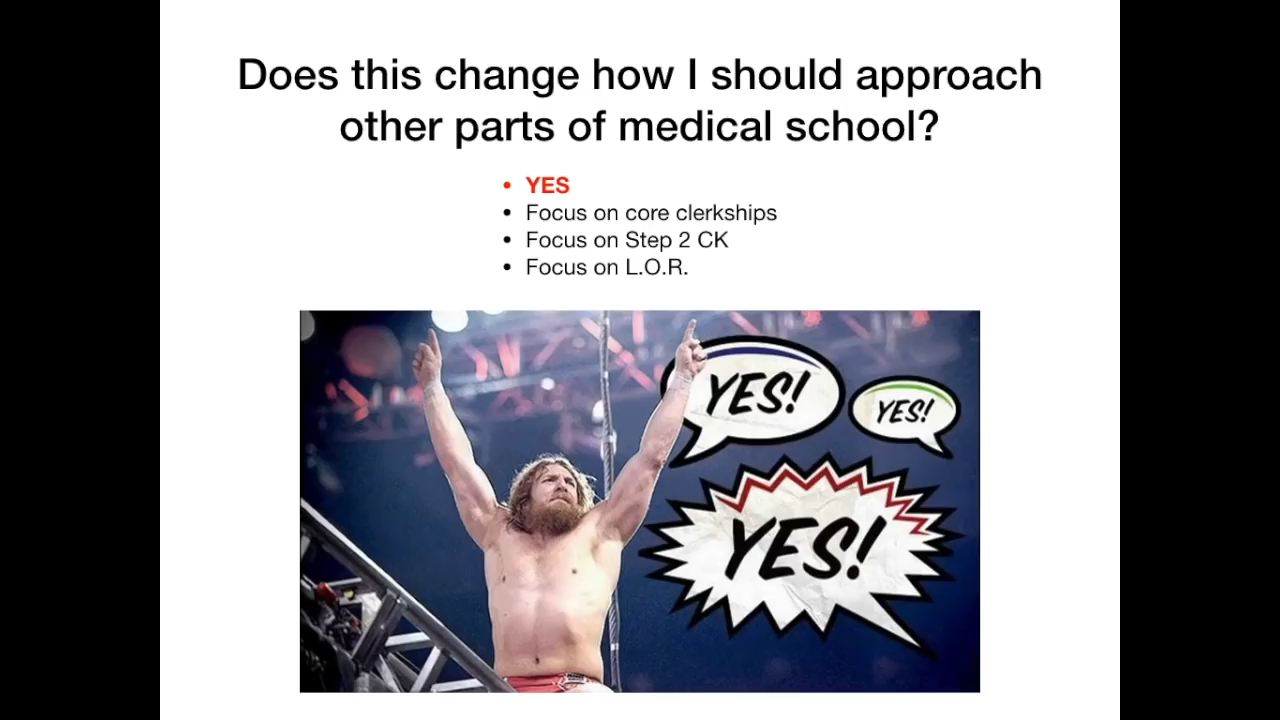 Does this change how I should approach
other parts of medical school?
• YES
• Focus on core clerkships
• Focus on Step 2 CK
• Focus on L.O.R.
YES!
YES!
YES!